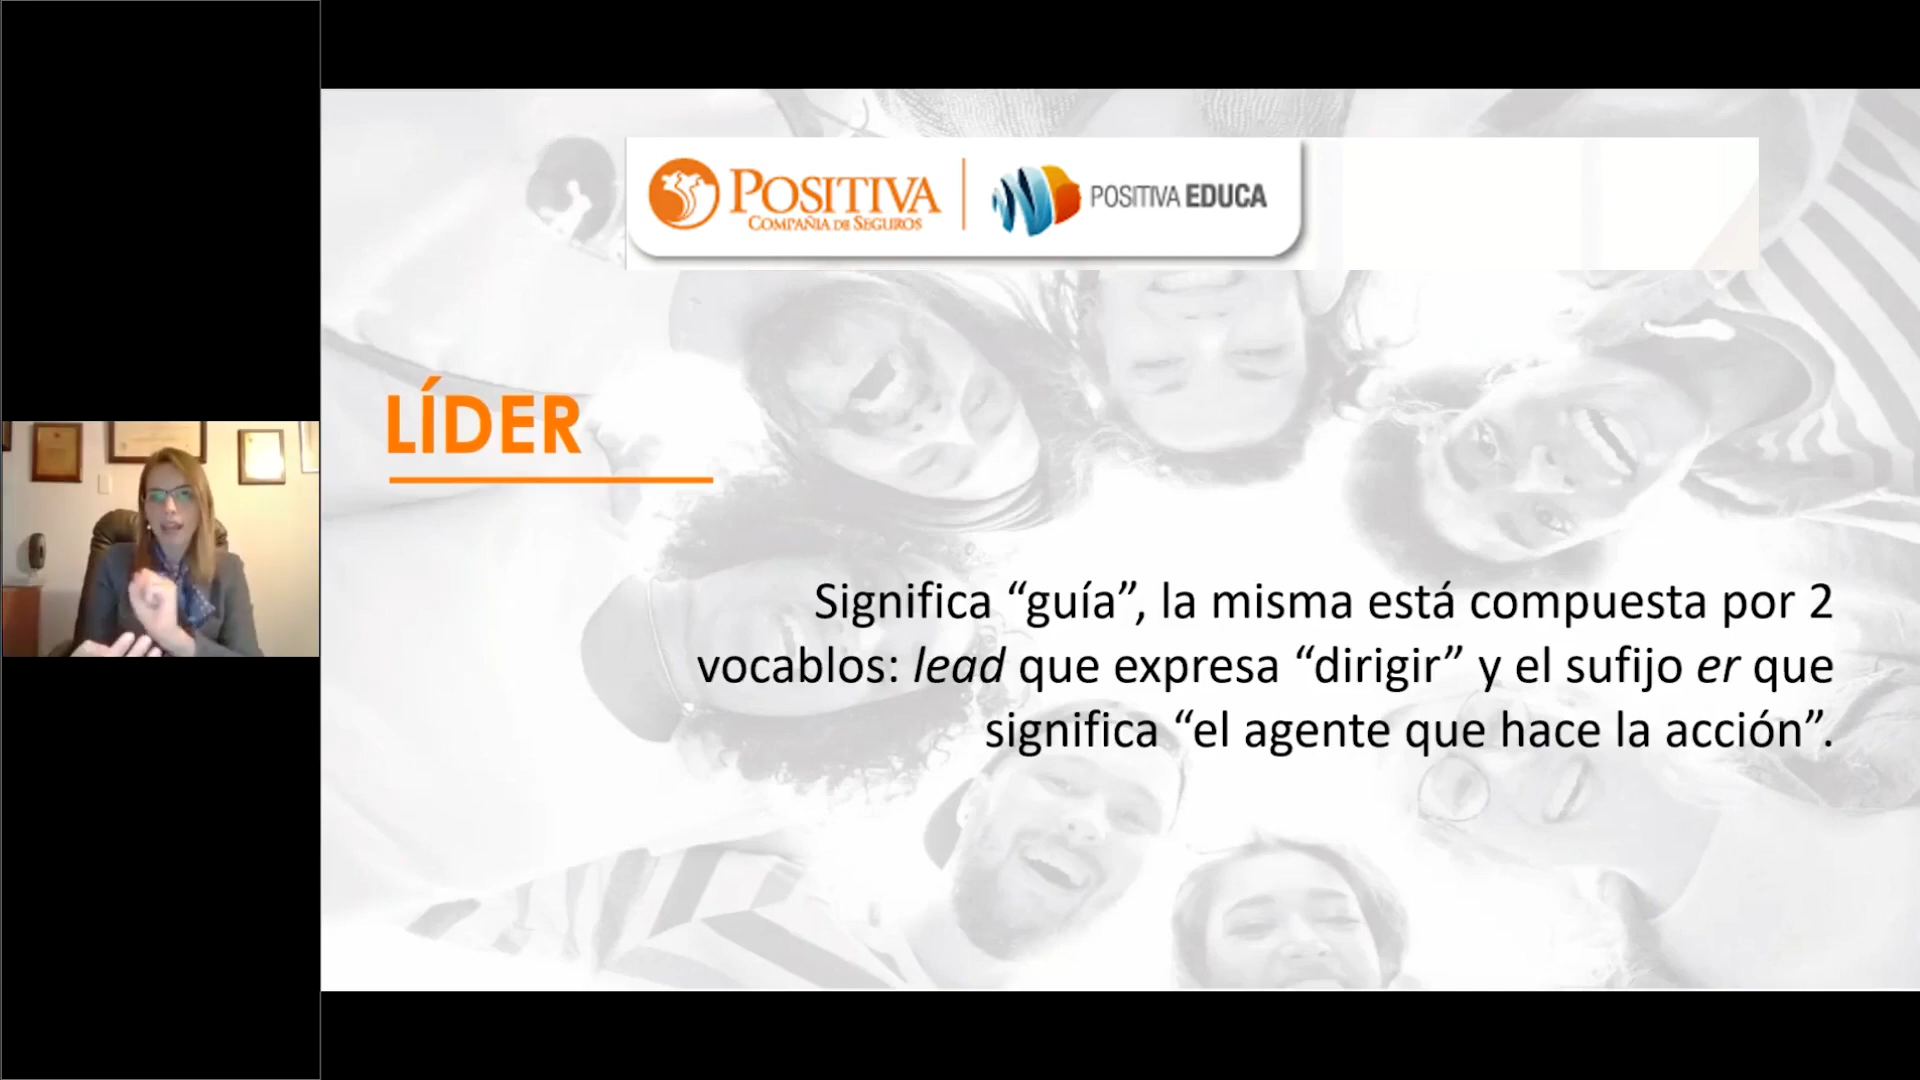 POSITIVA
COMPAÑIA DE SEGUROS
POSITIVA EDUCA
LÍDER
Significa “guía”, la misma está compuesta por 2
vocablos: lead que expresa “dirigir” y el sufijo er que
significa “el agente que hace la acción”.